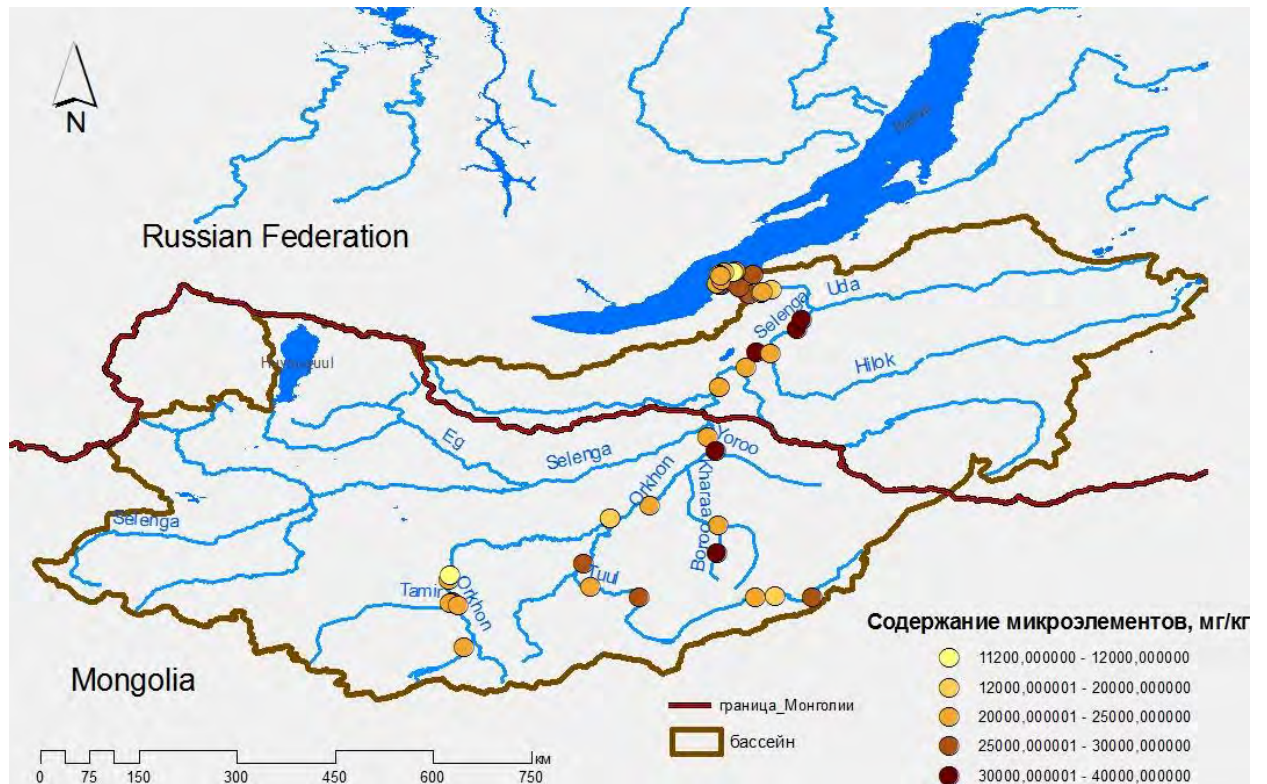 N
Russian Federation
Uda
Selenga
Hilok
Eg
Selenga
Yoroo
Orkhon
Kharaa
Selenga
Boroo
Tuul
Tamir
Orkhon
Mongolia
Содержание микроэлементов, мг/кг
11200,000000 - 12000,000000
12000,000001 - 20000,000000
20000,000001 - 25000,000000
25000,000001 - 30000,000000
30000,000001 - 40000,000000
граница_Монголии
бассейн
км
0 75 150 300 450 600 750